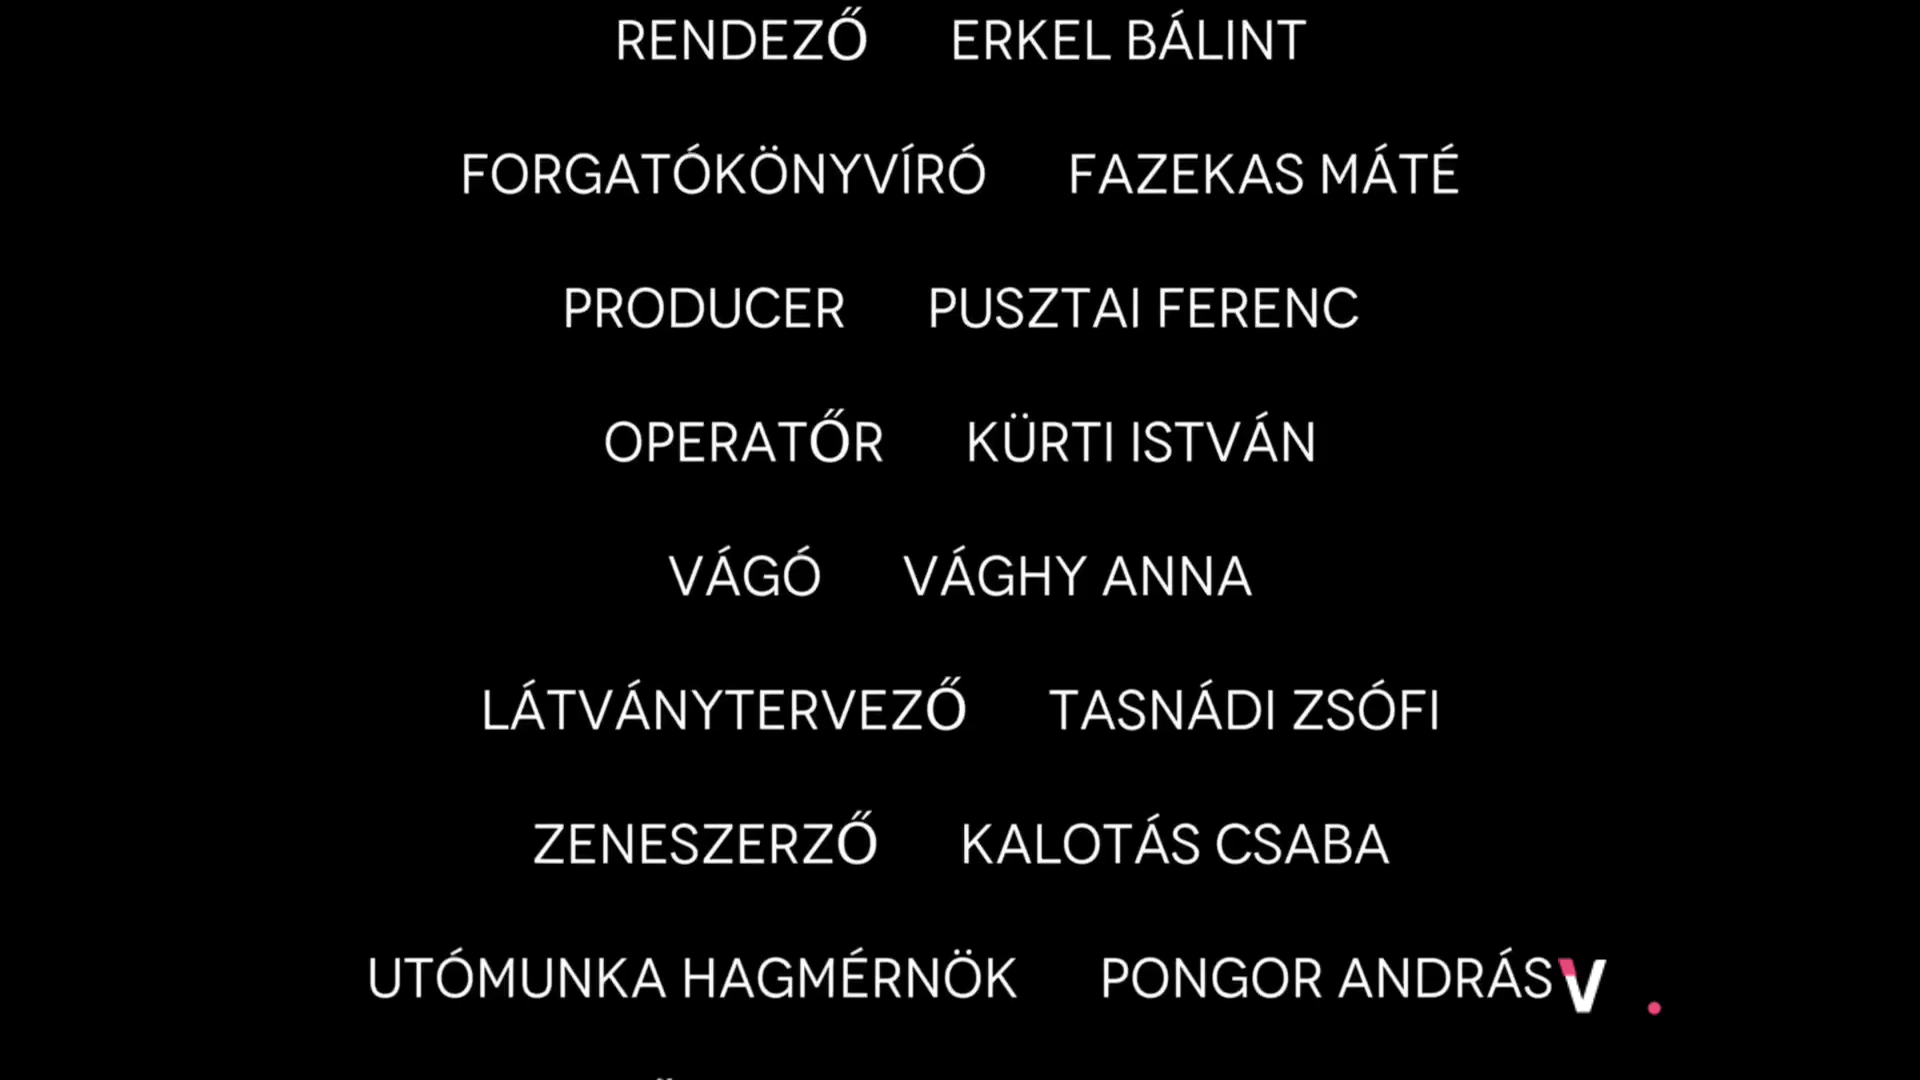 RENDEZŐ ERKEL BÁLINT
FORGATÓKÖNYVÍRÓ FAZEKAS MÁTÉ
PRODUCER PUSZTAI FERENC
OPERATŐR KÜRTI ISTVÁN
VÁGÓ VÁGHY ANNA
LÁTVÁNYTERVEZŐ TASNÁDI ZSÓFI
ZENESZERZŐ KALOTÁS CSABA
UTÓMUNKA HAGMÉRNÖK PONGOR ANDRÁS
V.